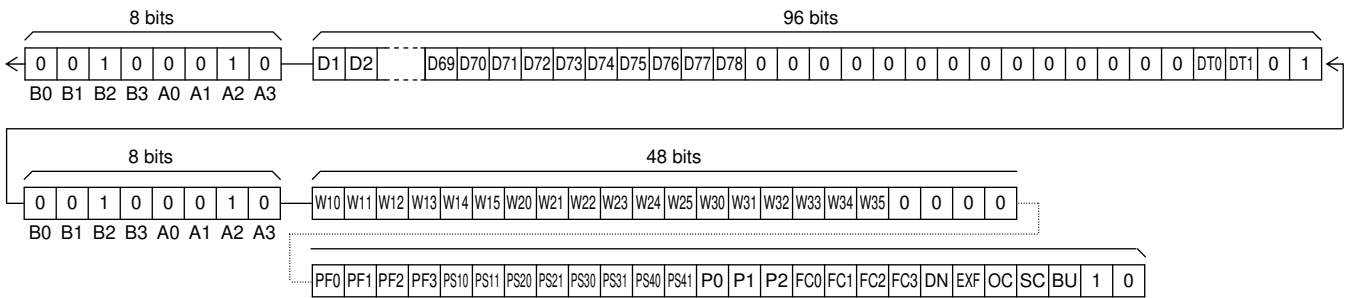 8 bits 96 bits
0 0 1 0 0 0 1 0 D1 D2 D69 D70 D71 D72 D73 D74 D75 D76 D77 D78 0 0 0 0 0 0 0 0 0 0 0 0 0 0 DT0 DT1 0 1
B0 B1 B2 B3 A0 A1 A2 A3
8 bits 48 bits
0 0 1 0 0 0 1 0 W10 W11 W12 W13 W14 W15 W20 W21 W22 W23 W24 W25 W30 W31 W32 W33 W34 W35 0 0 0 0
B0 B1 B2 B3 A0 A1 A2 A3
PF0 PF1 PF2 PF3 PS10 PS11 PS20 PS21 PS30 PS31 PS40 PS41 P0 P1 P2 FC0 FC1 FC2 FC3 DN EXF OC SC BU 1 0